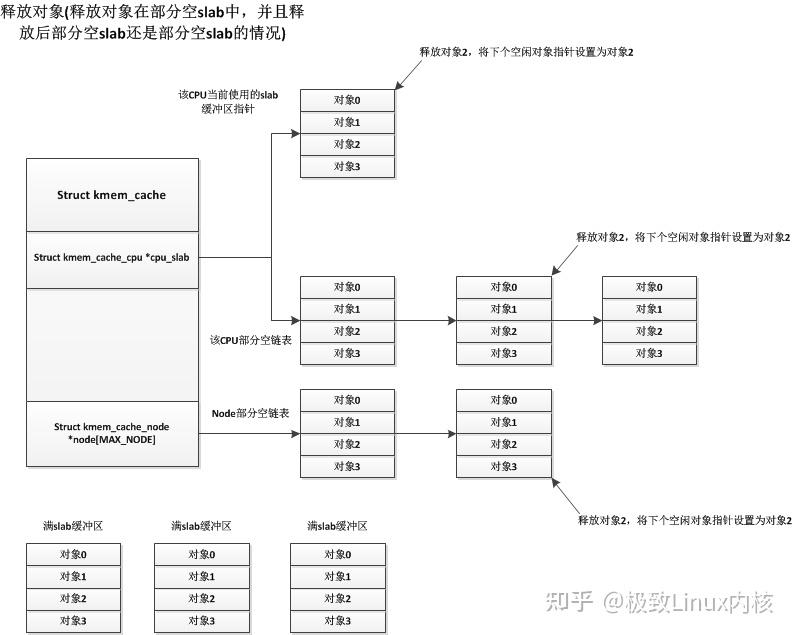 释放对象(释放对象在部分空slab中，并且释
放后部分空slab还是部分空slab的情况)
释放对象2，将下个空闲对象指针设置为对象2
该CPU当前使用的slab
缓冲区指针
对象0
对象1
对象2
对象3
Struct kmem_cache
Struct kmem_cache_cpu *cpu_slab
释放对象2，将下个空闲对象指针设置为对象2
对象0
对象1
对象2
对象3
对象0
对象1
对象2
对象3
对象0
对象1
对象2
对象3
该CPU部分空链表
Struct kmem_cache_node
*node[MAX_NODE]
Node部分空链表
对象0
对象1
对象2
对象3
对象0
对象1
对象2
对象3
释放对象2，将下个空闲对象指针设置为对象2
满slab缓冲区
对象0
对象1
对象2
对象3
满slab缓冲区
对象0
对象1
对象2
对象3
满slab缓冲区
对象0
对象1
对象2
对象3
知乎 @极致Linux内核